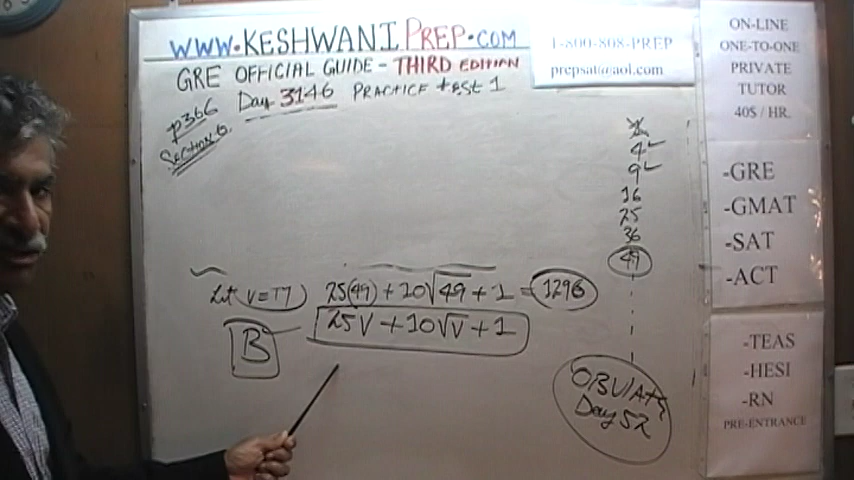 WWW.KESHWANIPREP.COM
1-800-808-PREP
prepsat@aol.com
GRE OFFICIAL GUIDE - THIRD EDITION
p366 Day 3146 PRACTICE test 1
Section 6
1
4
9
16
25
36
49
Let V=49 25(49) + 10√49 + 1 = 1296
B 25V + 10√V + 1
OBVIATE
Day 52
ON-LINE
ONE-TO-ONE
PRIVATE
TUTOR
40$ / HR.
-GRE
-GMAT
-SAT
-ACT
-TEAS
-HESI
-RN
PRE-ENTRANCE